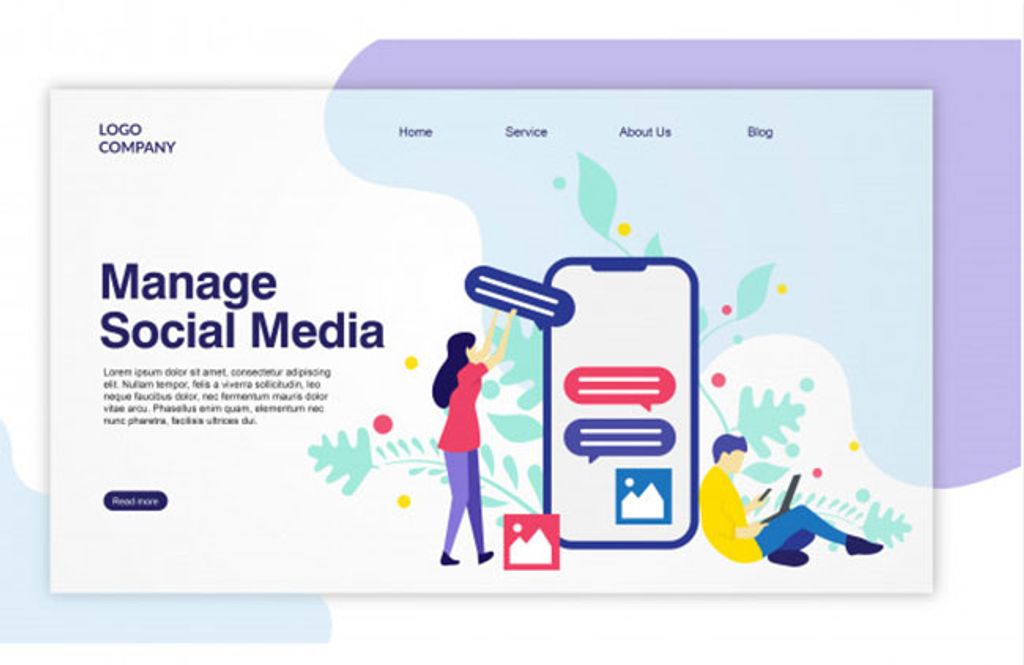 LOGO
COMPANY
Home
Service
About Us
Blog
Manage
Social Media
Lorem ipsum dolor sit amet, consectetur adipiscing
elit. Nullam tempor, felis a viverra sollicitudin, leo
neque faucibus dolor, nec fermentum mauris dolor
vitae arcu. Phasellus enim quam, elementum nec
nunc pharetra, facilisis ultrices dui.
Read more